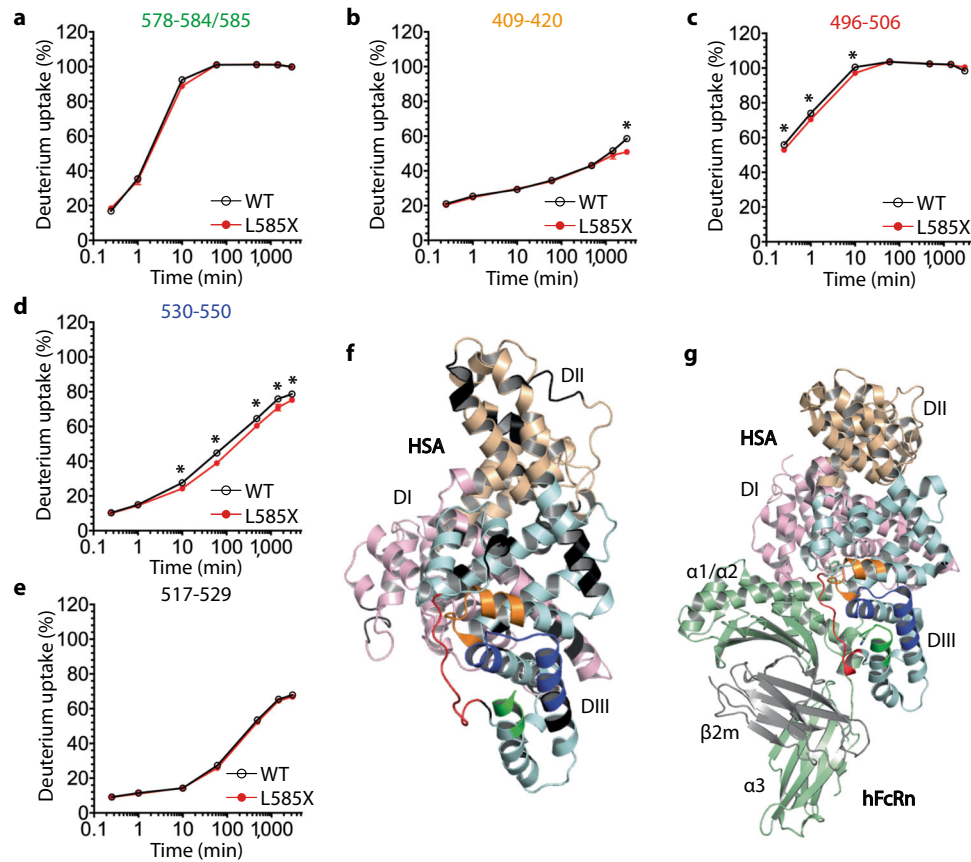 a
578-584/585
Deuterium uptake (%)
120
100
80
60
40
20
0
0.1 1 10 100 1,000
Time (min)
WT
L585X
b
409-420
Deuterium uptake (%)
120
100
80
60
40
20
0
0.1 1 10 100 1,000
Time (min)
*
WT
L585X
c
496-506
Deuterium uptake (%)
120
100
80
60
40
20
0
0.1 1 10 100 1,000
Time (min)
* * *
WT
L585X
d
530-550
Deuterium uptake (%)
120
100
80
60
40
20
0
0.1 1 10 100 1,000
Time (min)
* * * * *
WT
L585X
e
517-529
Deuterium uptake (%)
120
100
80
60
40
20
0
0.1 1 10 100 1,000
Time (min)
WT
L585X
f
DII
HSA
DI
DIII
g
DII
HSA
DI
α1/α2
DIII
β2m
α3
hFcRn